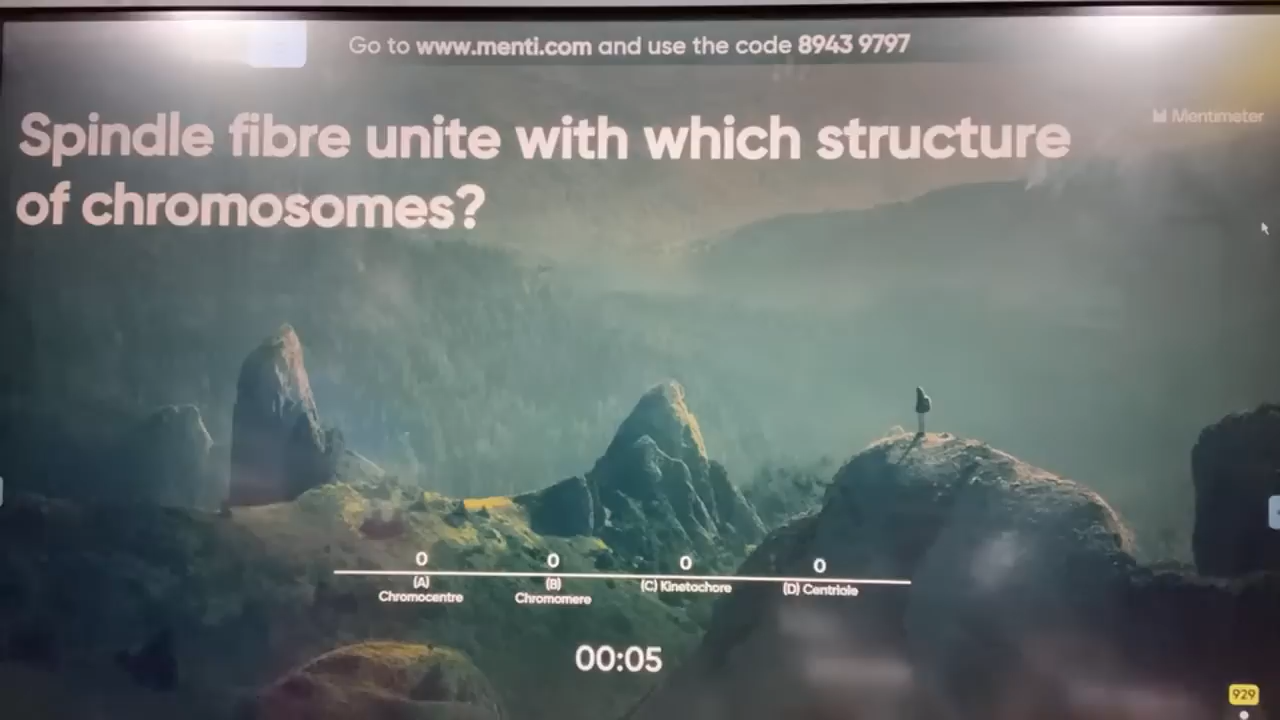 Go to www.menti.com and use the code 8943 9797
Mentimeter
Spindle fibre unite with which structure
of chromosomes?
0
0
0
0
(A)
Chromocentre
(B)
Chromomere
(C) Kinetochore
(D) Centriole
00:05
929